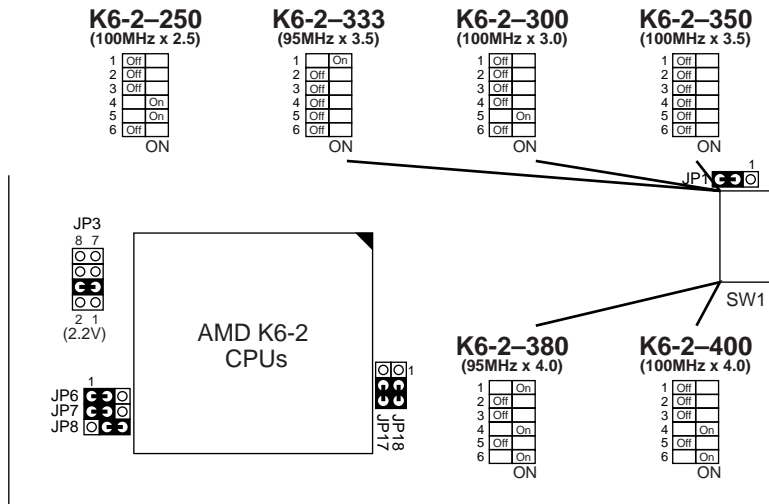 K6-2–250
(100MHz x 2.5)
1 Off
2 Off
3 Off
4 On
5 On
6 Off
ON
K6-2–333
(95MHz x 3.5)
1 On
2 Off
3 Off
4 Off
5 Off
6 Off
ON
K6-2–300
(100MHz x 3.0)
1 Off
2 Off
3 Off
4 Off
5 On
6 Off
ON
K6-2–350
(100MHz x 3.5)
1 Off
2 Off
3 Off
4 Off
5 Off
6 Off
ON
JP1
1
SW1
JP3
8 7
2 1
(2.2V)
AMD K6-2
CPUs
1
JP6
JP7
JP8
1
JP17
JP18
K6-2–380
(95MHz x 4.0)
1 On
2 Off
3 Off
4 On
5 Off
6 On
ON
K6-2–400
(100MHz x 4.0)
1 Off
2 Off
3 Off
4 On
5 Off
6 On
ON